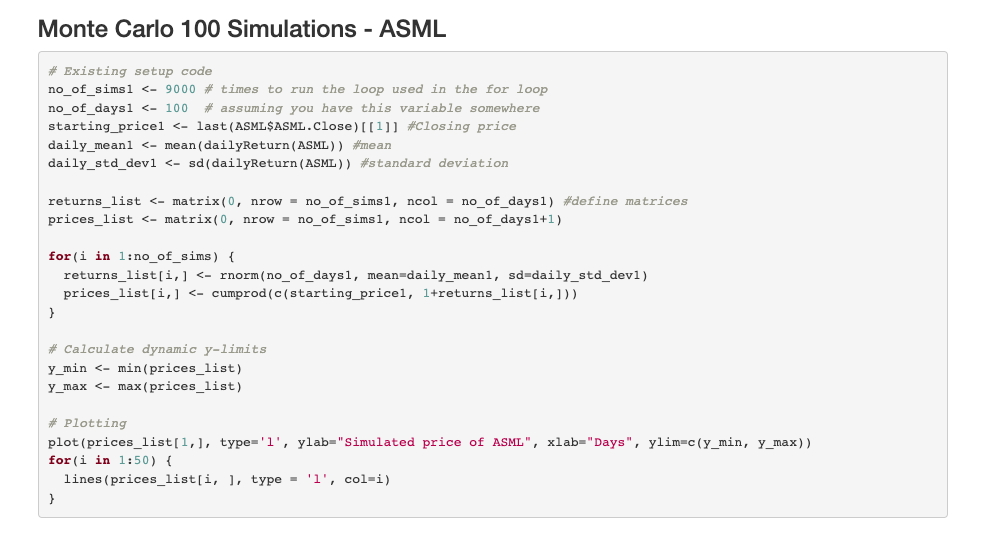 Monte Carlo 100 Simulations - ASML
# Existing setup code
no_of_sims1 <- 9000 # times to run the loop used in the for loop
no_of_days1 <- 100  # assuming you have this variable somewhere
starting_price1 <- last(ASML$ASML.Close)[[1]] #Closing price
daily_mean1 <- mean(dailyReturn(ASML)) #mean
daily_std_dev1 <- sd(dailyReturn(ASML)) #standard deviation

returns_list <- matrix(0, nrow = no_of_sims1, ncol = no_of_days1) #define matrices
prices_list <- matrix(0, nrow = no_of_sims1, ncol = no_of_days1+1)

for(i in 1:no_of_sims) {
  returns_list[i,] <- rnorm(no_of_days1, mean=daily_mean1, sd=daily_std_dev1)
  prices_list[i,] <- cumprod(c(starting_price1, 1+returns_list[i,]))
}

# Calculate dynamic y-limits
y_min <- min(prices_list)
y_max <- max(prices_list)

# Plotting
plot(prices_list[1,], type='l', ylab="Simulated price of ASML", xlab="Days", ylim=c(y_min, y_max))
for(i in 1:50) {
  lines(prices_list[i, ], type = 'l', col=i)
}